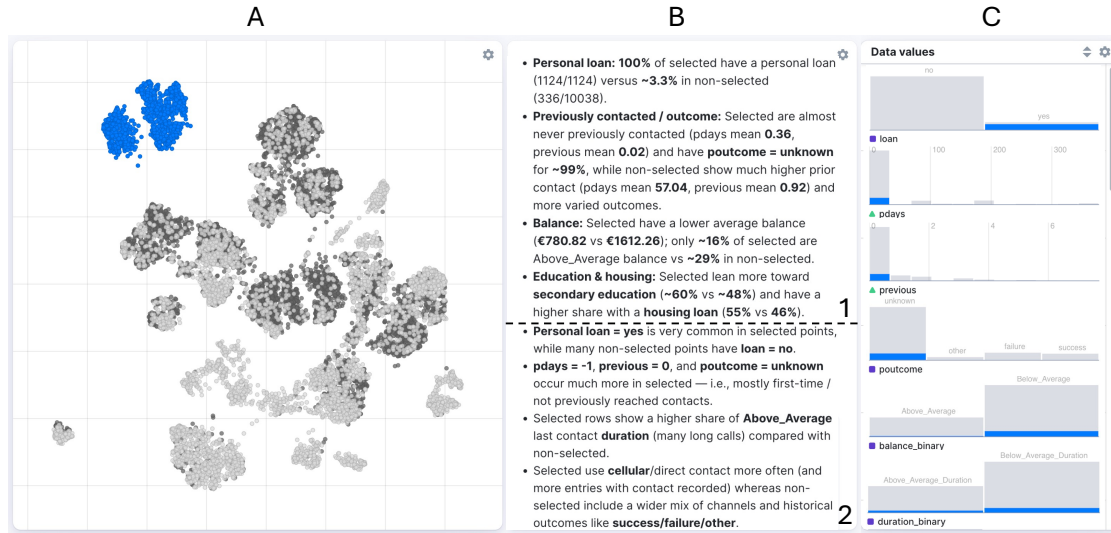 A
B
C
• Personal loan: 100% of selected have a personal loan
(1124/1124) versus ~3.3% in non-selected
(336/10038).
• Previously contacted / outcome: Selected are almost
never previously contacted (pdays mean 0.36,
previous mean 0.02) and have poutcome = unknown
for ~99%, while non-selected show much higher prior
contact (pdays mean 57.04, previous mean 0.92) and
more varied outcomes.
• Balance: Selected have a lower average balance
(€780.82 vs €1612.26); only ~16% of selected are
Above_Average balance vs ~29% in non-selected.
• Education & housing: Selected lean more toward
secondary education (~60% vs ~48%) and have a
higher share with a housing loan (55% vs 46%).
1
• Personal loan = yes is very common in selected points,
while many non-selected points have loan = no.
• pdays = -1, previous = 0, and poutcome = unknown
occur much more in selected — i.e., mostly first-time /
not previously reached contacts.
• Selected rows show a higher share of Above_Average
last contact duration (many long calls) compared with
non-selected.
• Selected use cellular/direct contact more often (and
more entries with contact recorded) whereas non-
selected include a wider mix of channels and historical
outcomes like success/failure/other.
2
Data values
no
yes
loan
0 100 200 300
pdays
0 2 4 6
previous
unknown
other failure success
poutcome
Below_Average
Above_Average
balance_binary
Below_Average_Duration
Above_Average_Duration
duration_binary